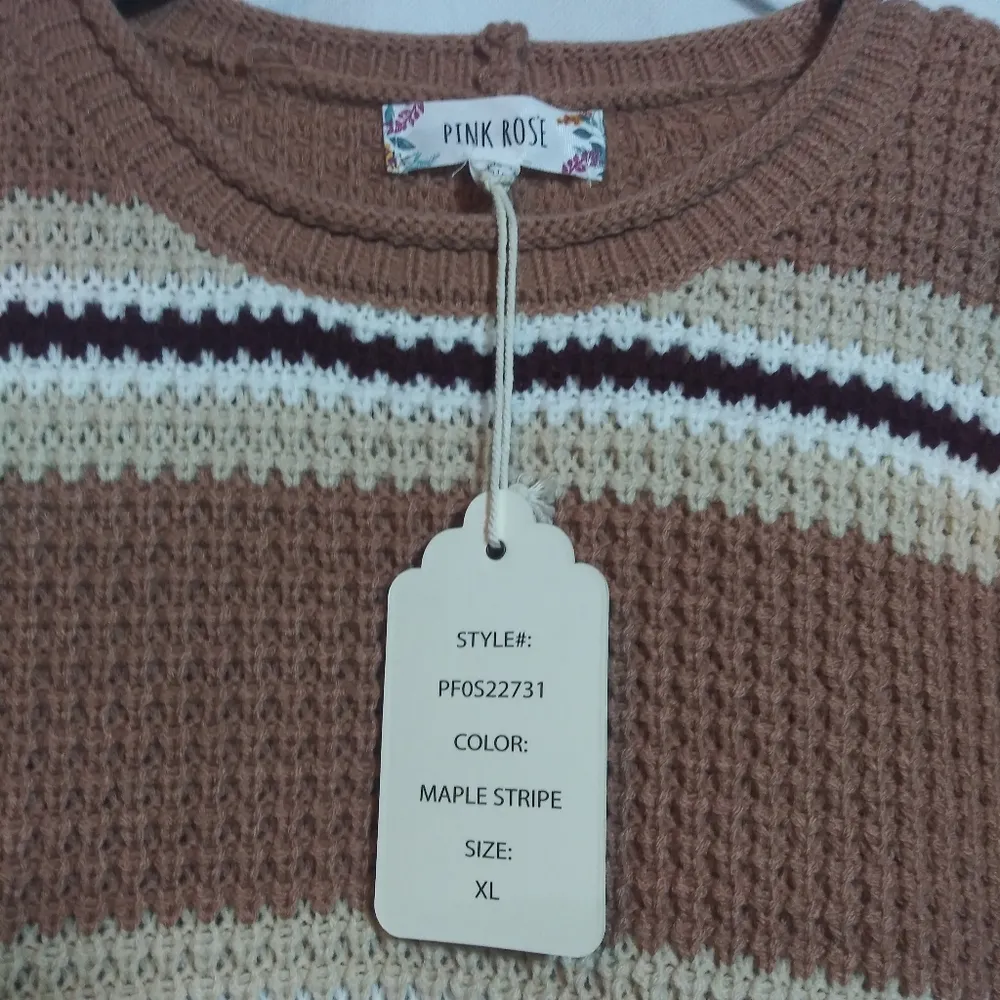 PINK ROSE
STYLE#:
PF0S22731
COLOR:
MAPLE STRIPE
SIZE:
XL